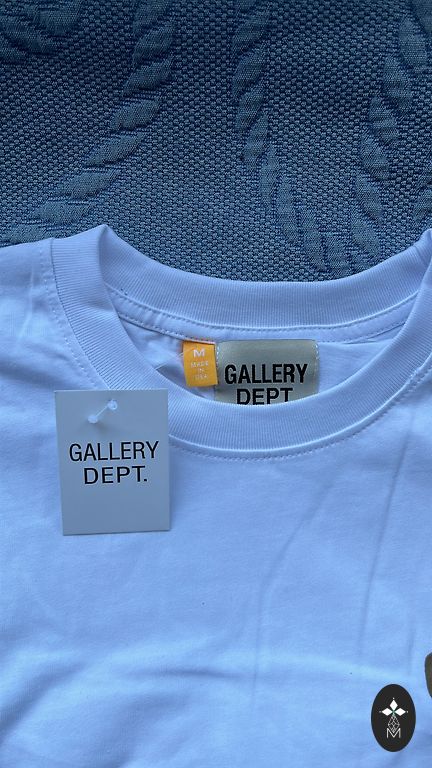 M
MADE
IN
USA
GALLERY
DEPT.
GALLERY
DEPT.
M